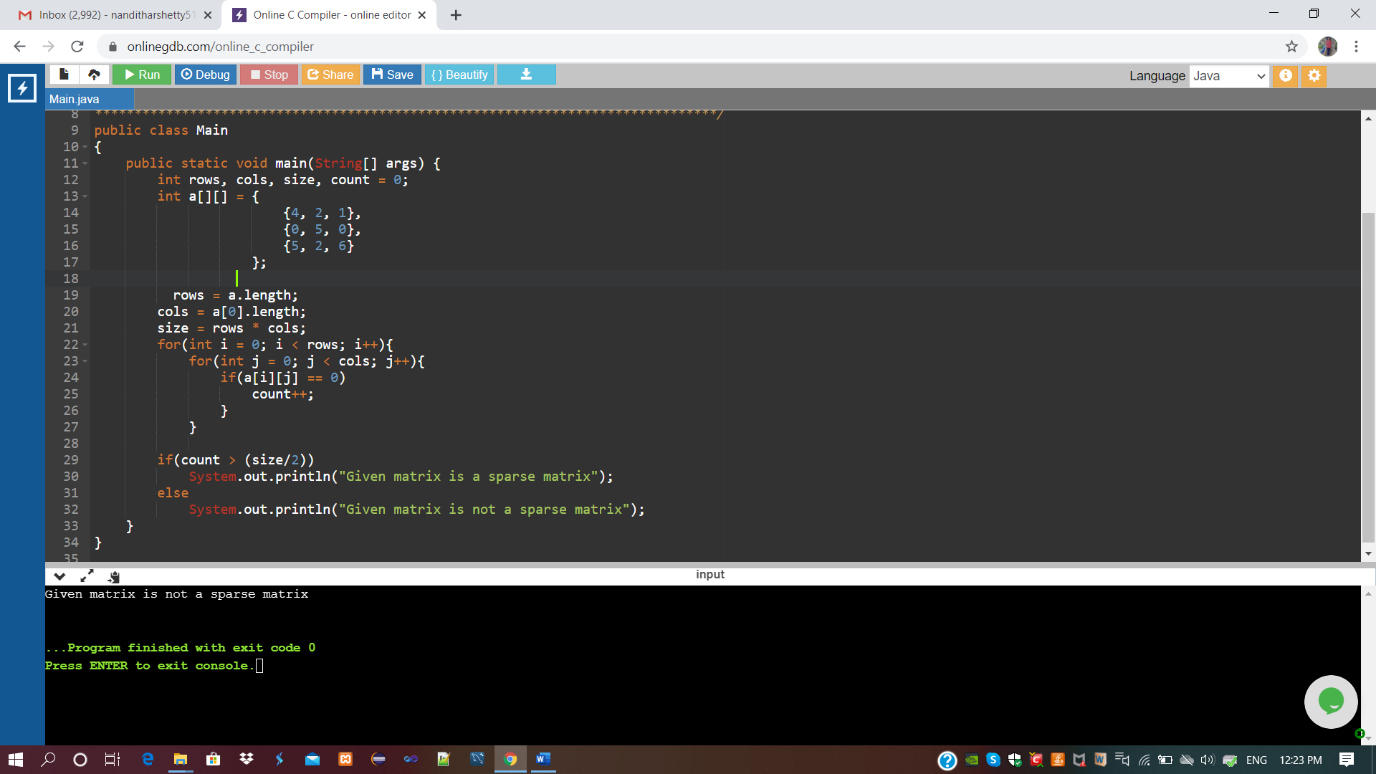 Inbox (2,992) - nanditharshetty51
Online C Compiler - online editor
onlinegdb.com/online_c_compiler
Run Debug Stop Share Save { } Beautify Language Java
Main.java
8 ******************************************************************************/
9 public class Main
10 {
11 public static void main(String[] args) {
12 int rows, cols, size, count = 0;
13 int a[][] = {
14 {4, 2, 1},
15 {0, 5, 0},
16 {5, 2, 6}
17 };
18
19 rows = a.length;
20 cols = a[0].length;
21 size = rows * cols;
22 for(int i = 0; i < rows; i++){
23 for(int j = 0; j < cols; j++){
24 if(a[i][j] == 0)
25 count++;
26 }
27 }
28
29 if(count > (size/2))
30 System.out.println("Given matrix is a sparse matrix");
31 else
32 System.out.println("Given matrix is not a sparse matrix");
33 }
34 }
35
input
Given matrix is not a sparse matrix
...Program finished with exit code 0
Press ENTER to exit console.
ENG 12:23 PM